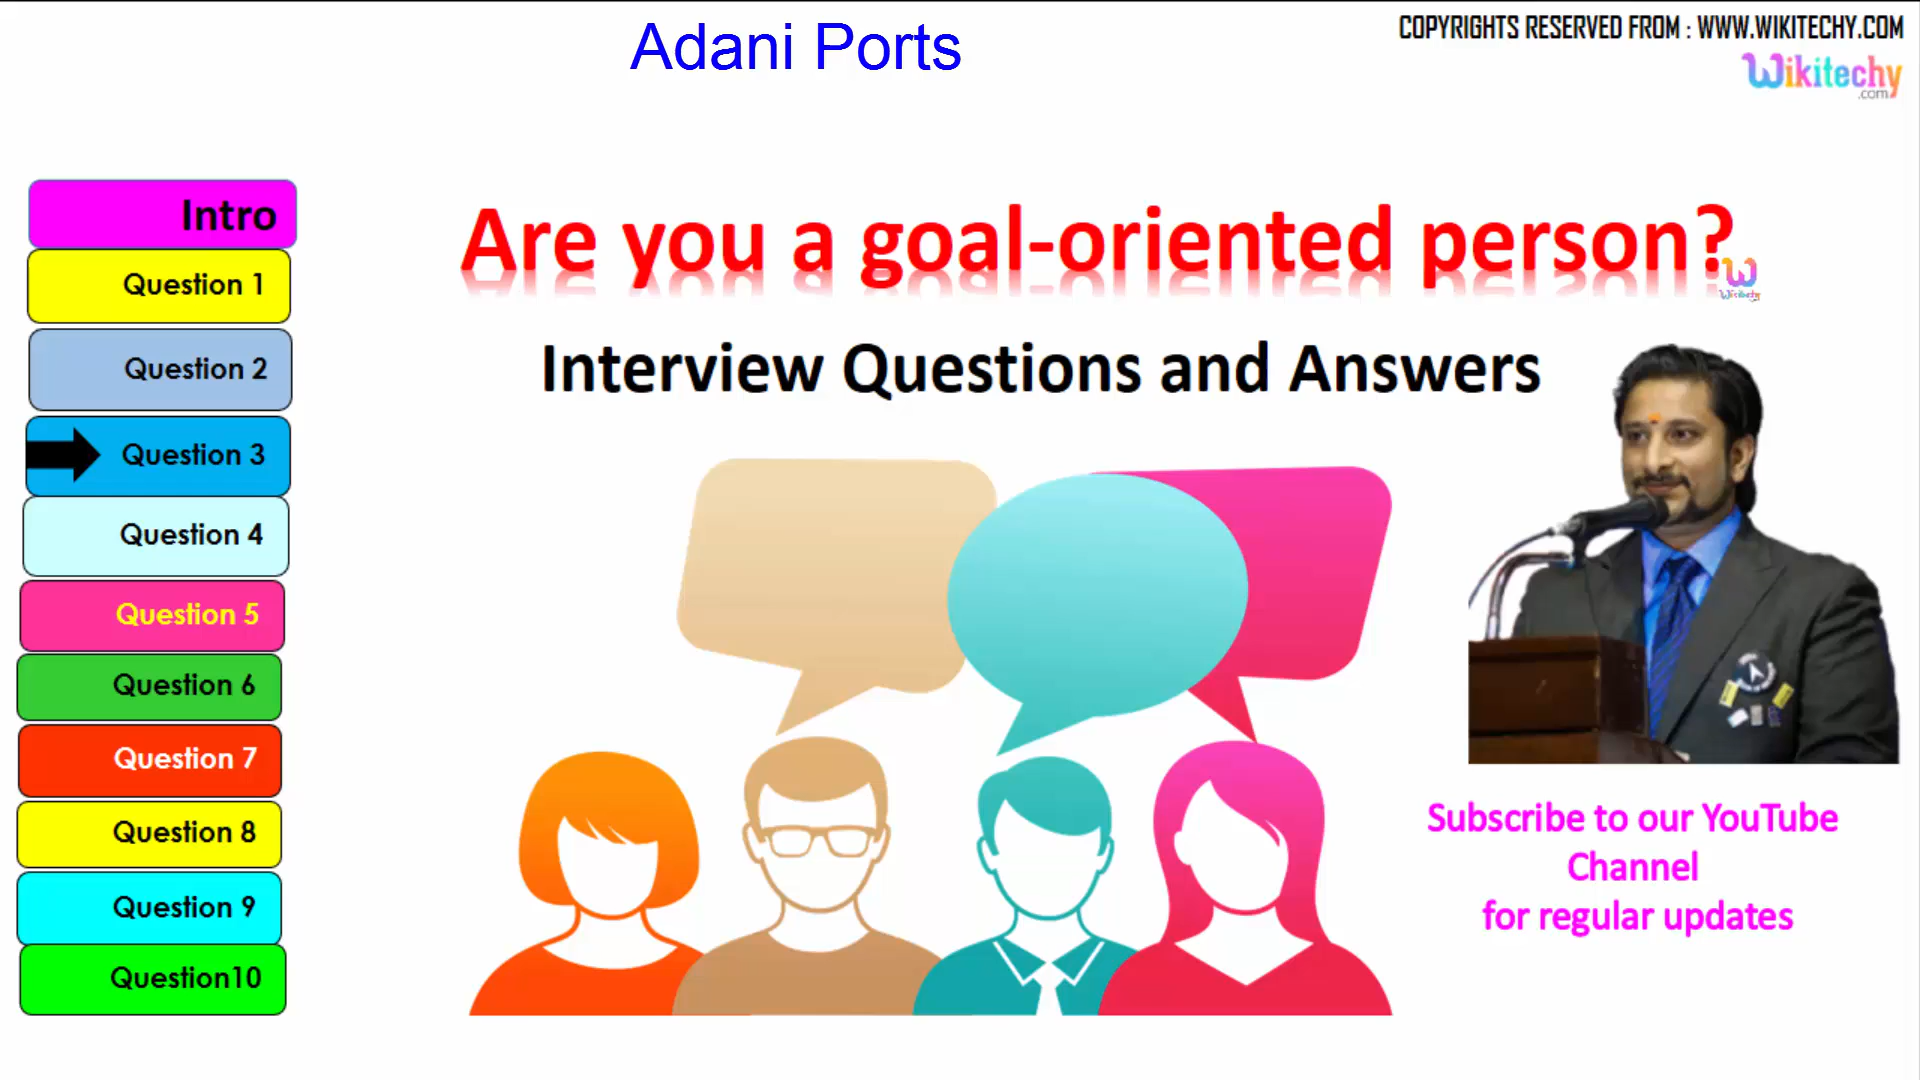 Adani Ports
COPYRIGHTS RESERVED FROM : WWW.WIKITECHY.COM
Wikitechy
.com
Intro
Question 1
Question 2
Question 3
Question 4
Question 5
Question 6
Question 7
Question 8
Question 9
Question10
Are you a goal-oriented person?
W
Wikitechy
Interview Questions and Answers
Subscribe to our YouTube
Channel
for regular updates